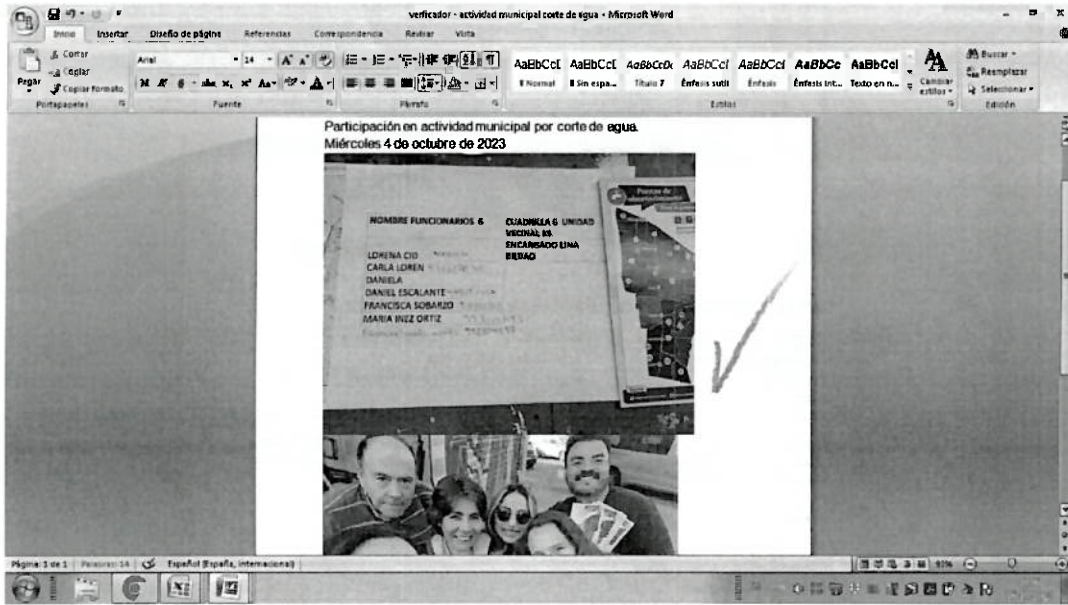 verificador - actividad municipal corte de agua - Microsoft Word
Inicio Insertar Diseño de página Referencias Correspondencia Revisar Vista
Pegar
Cortar
Copiar
Copiar formato
Portapapeles
Arial 14
Fuente
Párrafo
AaBbCcI AaBbCcI AaBbCcDc AaBbCcI AaBbCcI AaBbCc AaBbCcI
¶ Normal ¶ Sin espa... Título 7 Énfasis sutil Énfasis Énfasis int... Texto en n...
Estilos
Cambiar estilos
Buscar
Reemplazar
Seleccionar
Edición
Participación en actividad municipal por corte de agua.
Miércoles 4 de octubre de 2023
NOMBRE FUNCIONARIOS 6
LORENA CID
CARLA LOREN
DANIELA
DANIEL ESCALANTE
FRANCISCA SOBARZO
MARIA INEZ ORTIZ
CUADRILLA 6 UNIDAD
VECINAL
ENCARGADO LINA
BILBAO
Puntos de
Página: 1 de 1 Palabras: 14 Español (España, internacional)